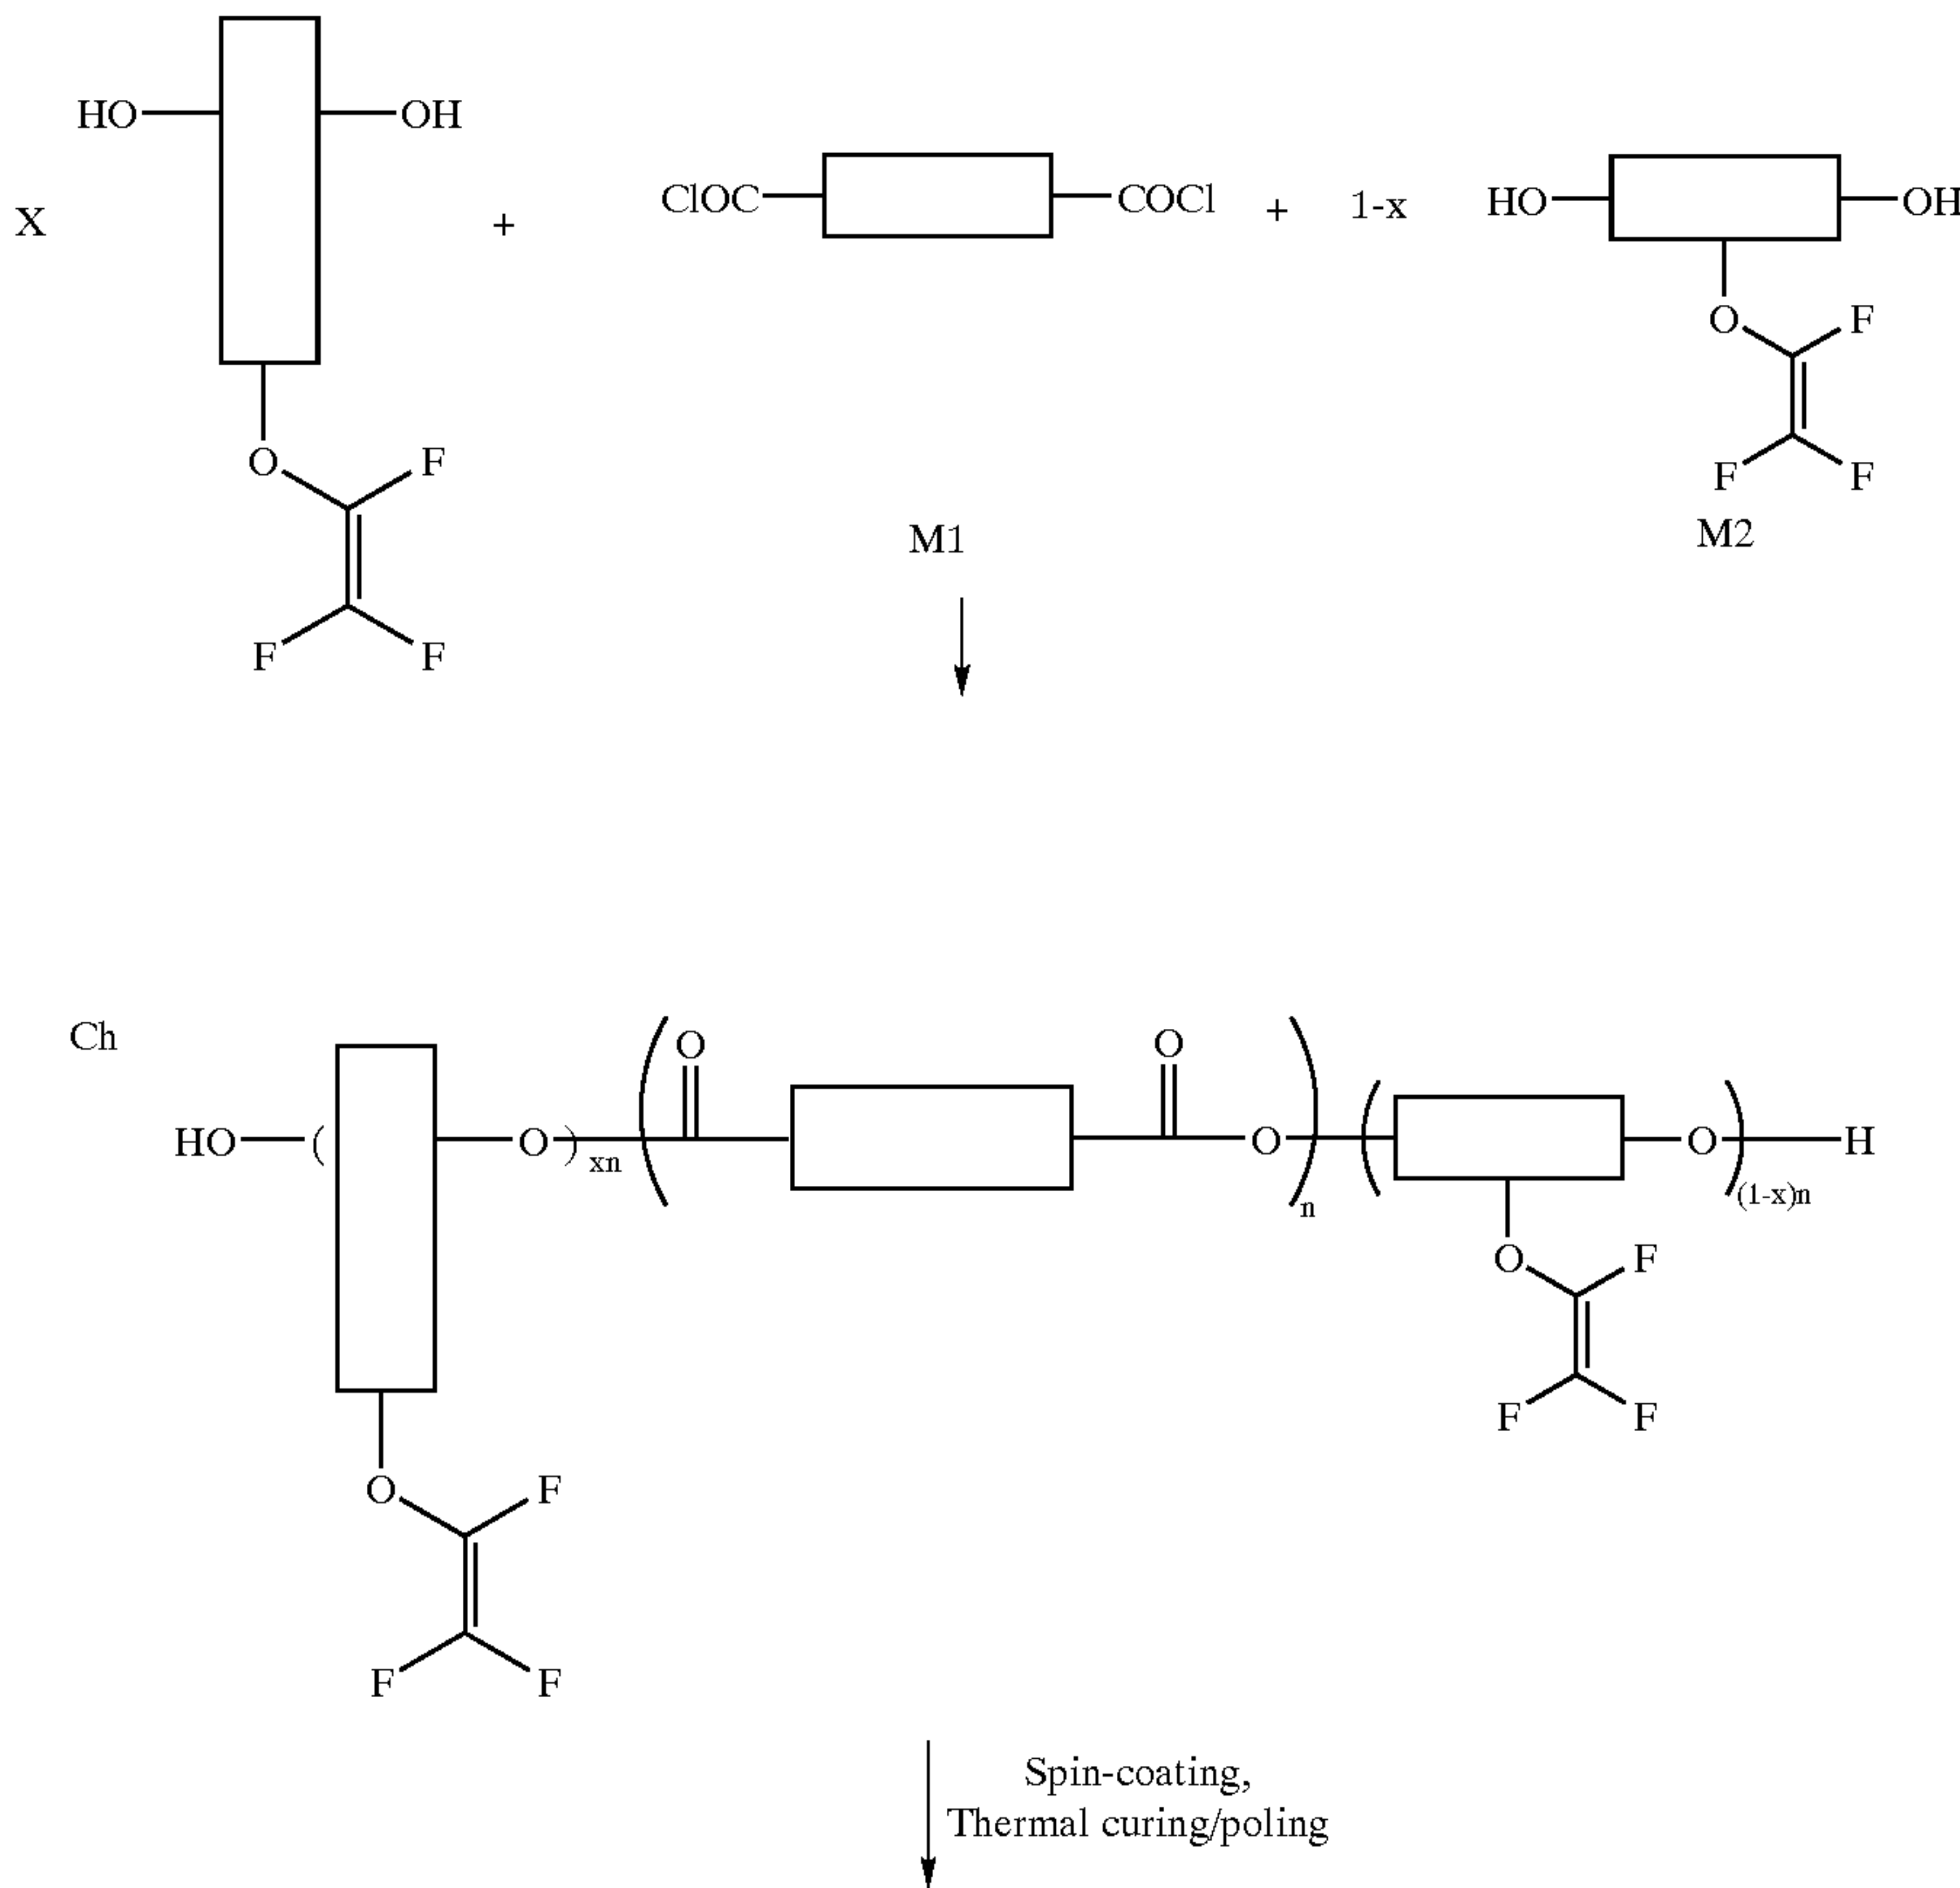 HO OH
X + ClOC COCl + 1-x HO OH
O F
F F
M2
O F
F F
M1
Ch
HO ( O ) xn ( O O O ) n ( O ) (1-x)n H
O F
F F
O F
F F
Spin-coating,
Thermal curing/poling